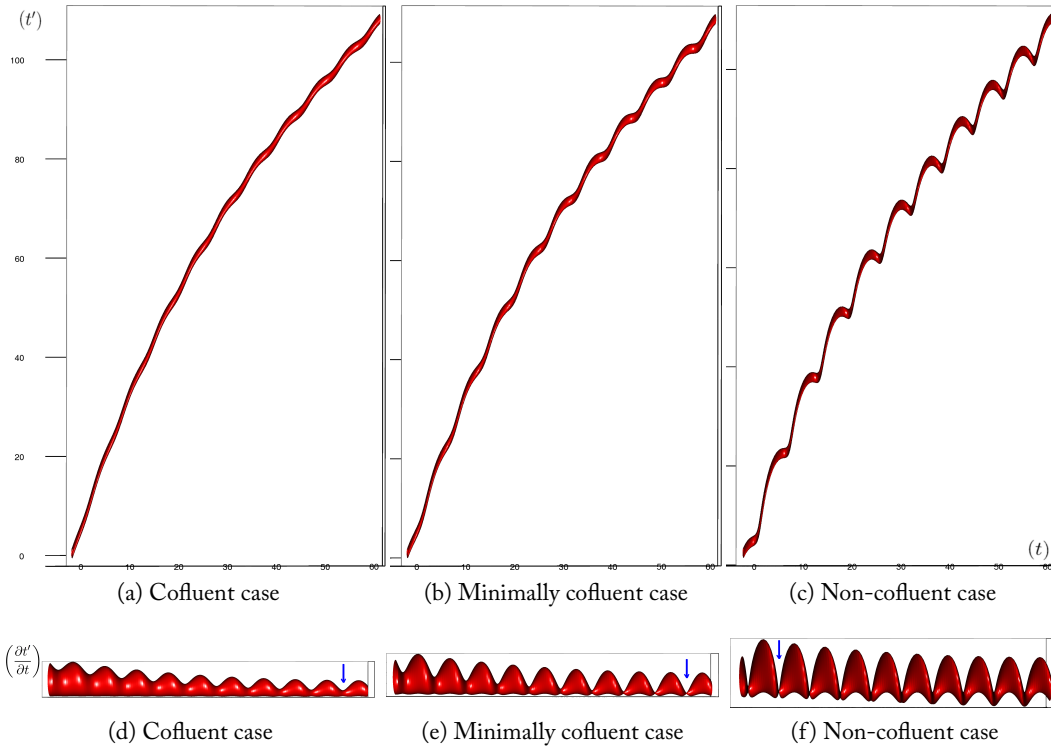 (t′)
100
80
60
40
20
0
0 10 20 30 40 50 60
0 10 20 30 40 50 60
0 10 20 30 40 50 60
(t)
(a) Cofluent case
(b) Minimally cofluent case
(c) Non-cofluent case
(∂t′/∂t)
(d) Cofluent case
(e) Minimally cofluent case
(f) Non-confluent case